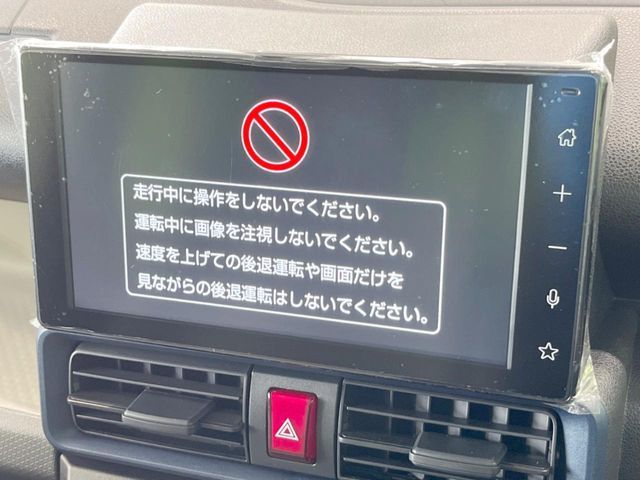 走行中に操作をしないでください。
運転中に画像を注視しないでください。
速度を上げての後退運転や画面だけを
見ながらの後退運転はしないでください。